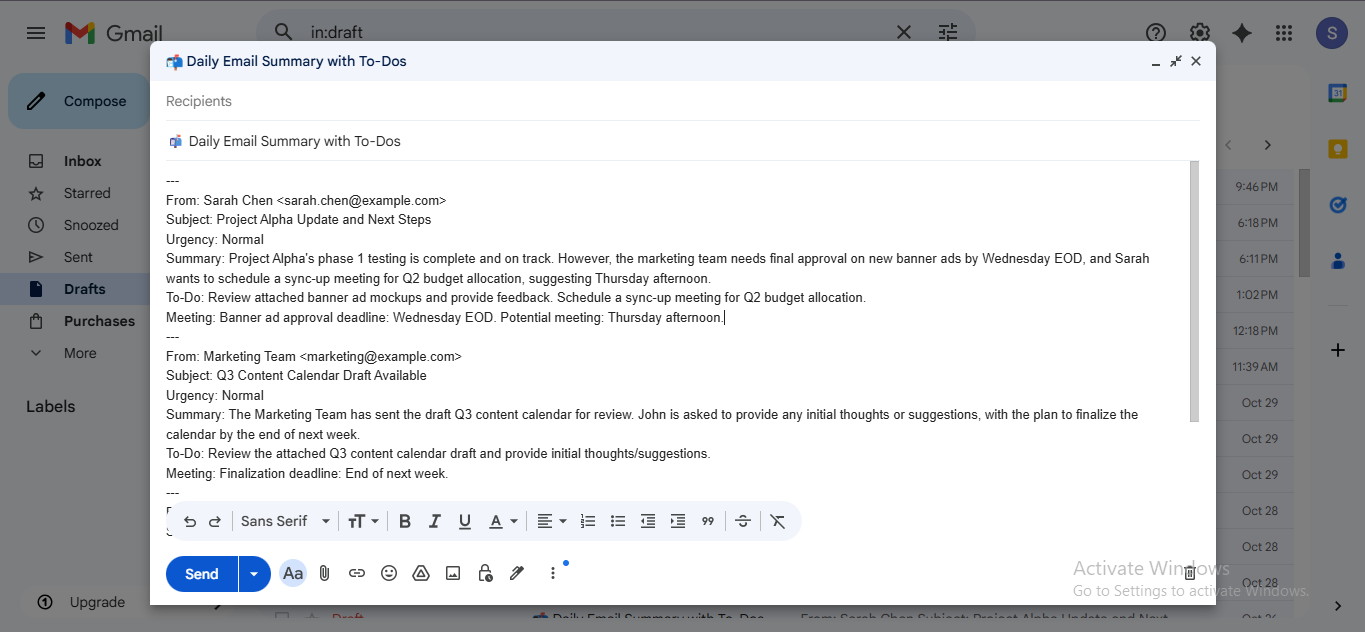 Gmail
in:draft
S
Daily Email Summary with To-Dos
Compose
Recipients
31
Daily Email Summary with To-Dos
Inbox
Starred
Snoozed
Sent
Drafts
Purchases
More
Labels
---
From: Sarah Chen <sarah.chen@example.com>
Subject: Project Alpha Update and Next Steps
Urgency: Normal
Summary: Project Alpha's phase 1 testing is complete and on track. However, the marketing team needs final approval on new banner ads by Wednesday EOD, and Sarah
wants to schedule a sync-up meeting for Q2 budget allocation, suggesting Thursday afternoon.
To-Do: Review attached banner ad mockups and provide feedback. Schedule a sync-up meeting for Q2 budget allocation.
Meeting: Banner ad approval deadline: Wednesday EOD. Potential meeting: Thursday afternoon.
---
From: Marketing Team <marketing@example.com>
Subject: Q3 Content Calendar Draft Available
Urgency: Normal
Summary: The Marketing Team has sent the draft Q3 content calendar for review. John is asked to provide any initial thoughts or suggestions, with the plan to finalize the
calendar by the end of next week.
To-Do: Review the attached Q3 content calendar draft and provide initial thoughts/suggestions.
Meeting: Finalization deadline: End of next week.
---
9:46 PM
6:18 PM
6:11 PM
1:02 PM
12:18 PM
11:39 AM
Oct 29
Oct 29
Oct 29
Oct 28
Oct 28
Oct 28
Sans Serif
Send
Aa
Upgrade
Activate Windows
Go to Settings to activate Windows.
Draft
Daily Email Summary with To-Dos